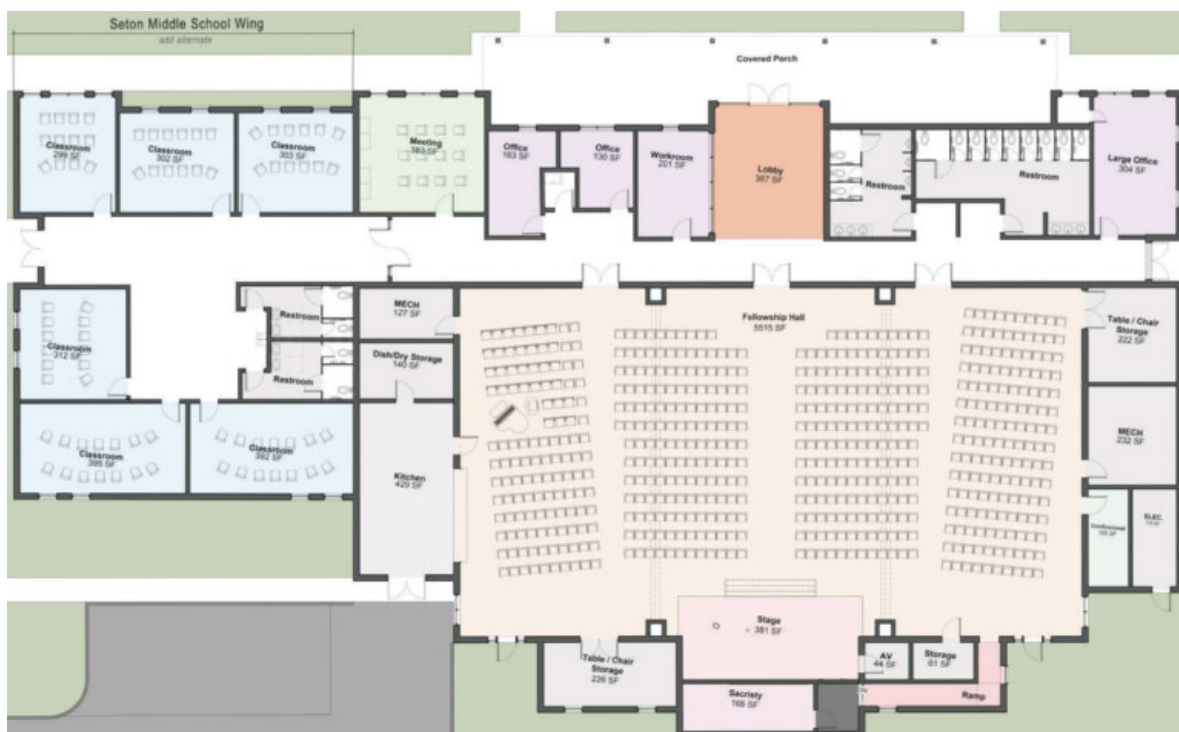 Seton Middle School Wing
add alternate
Covered Porch
Classroom
299 SF
Classroom
302 SF
Classroom
303 SF
Meeting
383 SF
Office
163 SF
Office
130 SF
Workroom
201 SF
Lobby
387 SF
Restroom
Restroom
Large Office
304 SF
Classroom
312 SF
Restroom
Restroom
MECH
127 SF
Dish/Dry Storage
140 SF
Fellowship Hall
5515 SF
Table / Chair
Storage
222 SF
MECH
232 SF
Classroom
395 SF
Classroom
392 SF
Kitchen
420 SF
Confessional
ELEC.
Stage
381 SF
Table / Chair
Storage
226 SF
AV
44 SF
Storage
61 SF
Sacristy
166 SF
DN
Ramp